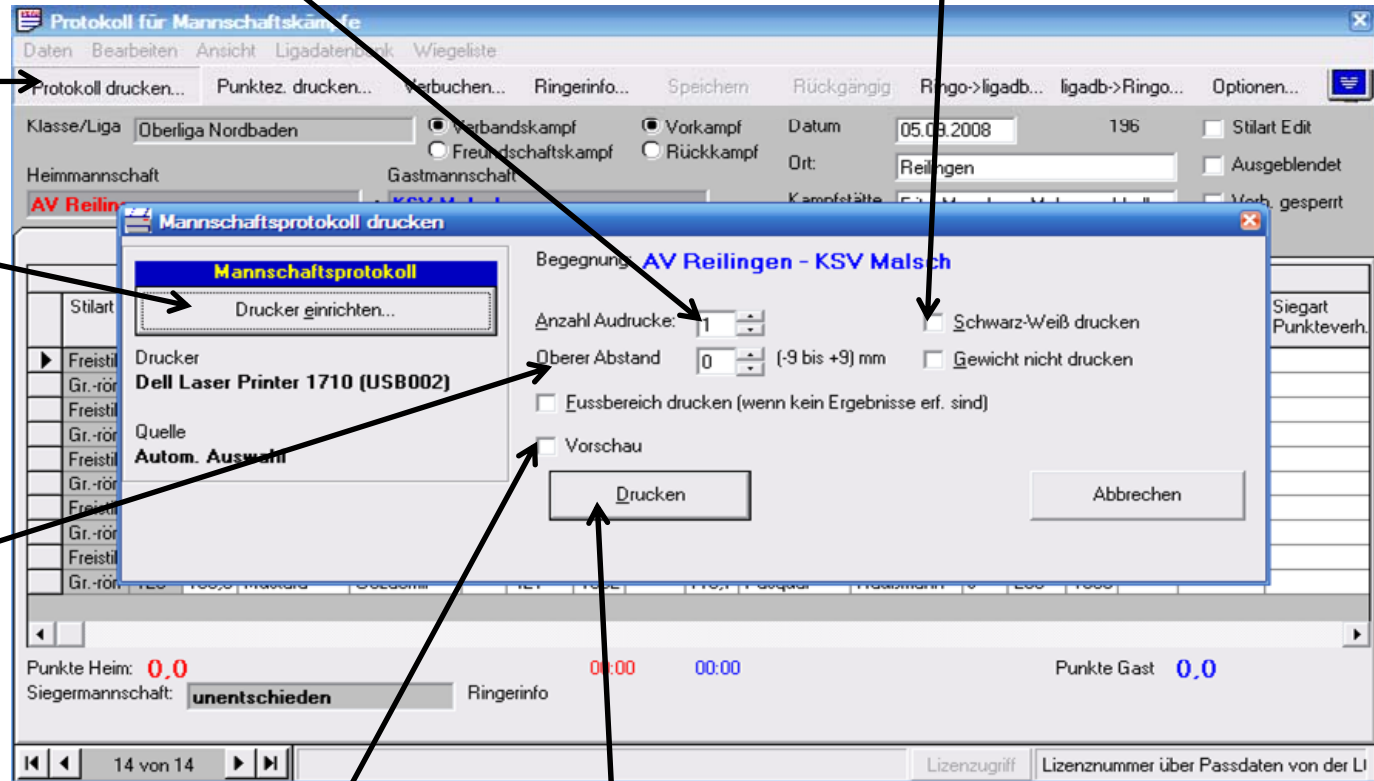 Protokoll für Mannschaftskämpfe
Daten Bearbeiten Ansicht Ligadatenbank Wiegeliste
Protokoll drucken... Punktez. drucken... Verbuchen... Ringerinfo... Speichern Rückgängig Ringo->ligadb... ligadb->Ringo... Optionen...
Klasse/Liga Oberliga Nordbaden Verbandskampf Vorkampf Datum 05.09.2008 196 Stilart Edit
Freundschaftskampf Rückkampf Ort: Reilingen Ausgeblendet
Heimmannschaft Gastmannschaft
AV Reilingen KSV Malsch Kampfstätte gesperrt
Mannschaftsprotokoll drucken
Mannschaftsprotokoll
Drucker einrichten...
Drucker
Dell Laser Printer 1710 (USB002)
Quelle
Autom. Auswahl
Begegnung: AV Reilingen - KSV Malsch
Anzahl Audrucke: 1 Schwarz-Weiß drucken
Oberer Abstand 0 (-9 bis +9) mm Gewicht nicht drucken
Fussbereich drucken (wenn kein Ergebnisse erf. sind)
Vorschau
Drucken Abbrechen
Stilart Siegart
Punkteverh.
Freistil
Gr.-röm
Freistil
Gr.-röm
Freistil
Gr.-röm
Freistil
Gr.-röm
Freistil
Gr.-röm
Punkte Heim: 0,0 00:00 00:00 Punkte Gast 0,0
Siegermannschaft: unentschieden Ringerinfo
14 von 14 Lizenzugriff Lizenznummer über Passdaten von der